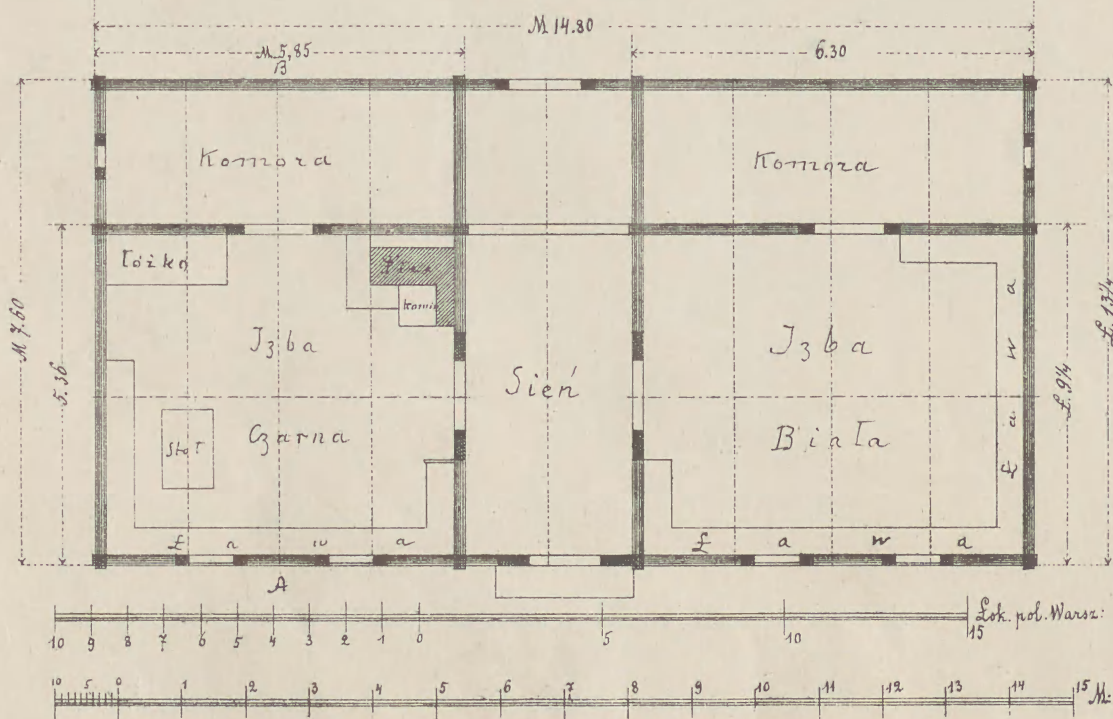 M 14.80
M. 5,85
B
6.30
Komora
Komora
Łóżko
Piec
Komin
M 7.60
5.36
Izba
Czarna
Stoł
Sień
Izba
Biała
Ława
Ł. 9¼
Ł. 13¼
Ława
Ława
A
10 9 8 7 6 5 4 3 2 1 0 5 10 15
Łok. pol. Warsz:
10 5 0 1 2 3 4 5 6 7 8 9 10 11 12 13 14 15 M: